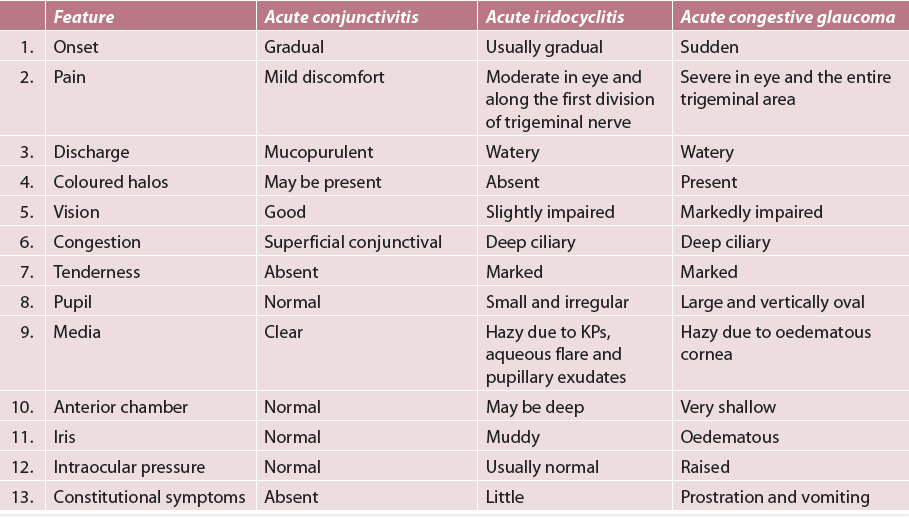 Feature Acute conjunctivitis Acute iridocyclitis Acute congestive glaucoma
1. Onset Gradual Usually gradual Sudden
2. Pain Mild discomfort Moderate in eye and along the first division of trigeminal nerve Severe in eye and the entire trigeminal area
3. Discharge Mucopurulent Watery Watery
4. Coloured halos May be present Absent Present
5. Vision Good Slightly impaired Markedly impaired
6. Congestion Superficial conjunctival Deep ciliary Deep ciliary
7. Tenderness Absent Marked Marked
8. Pupil Normal Small and irregular Large and vertically oval
9. Media Clear Hazy due to KPs, aqueous flare and pupillary exudates Hazy due to oedematous cornea
10. Anterior chamber Normal May be deep Very shallow
11. Iris Normal Muddy Oedematous
12. Intraocular pressure Normal Usually normal Raised
13. Constitutional symptoms Absent Little Prostration and vomiting